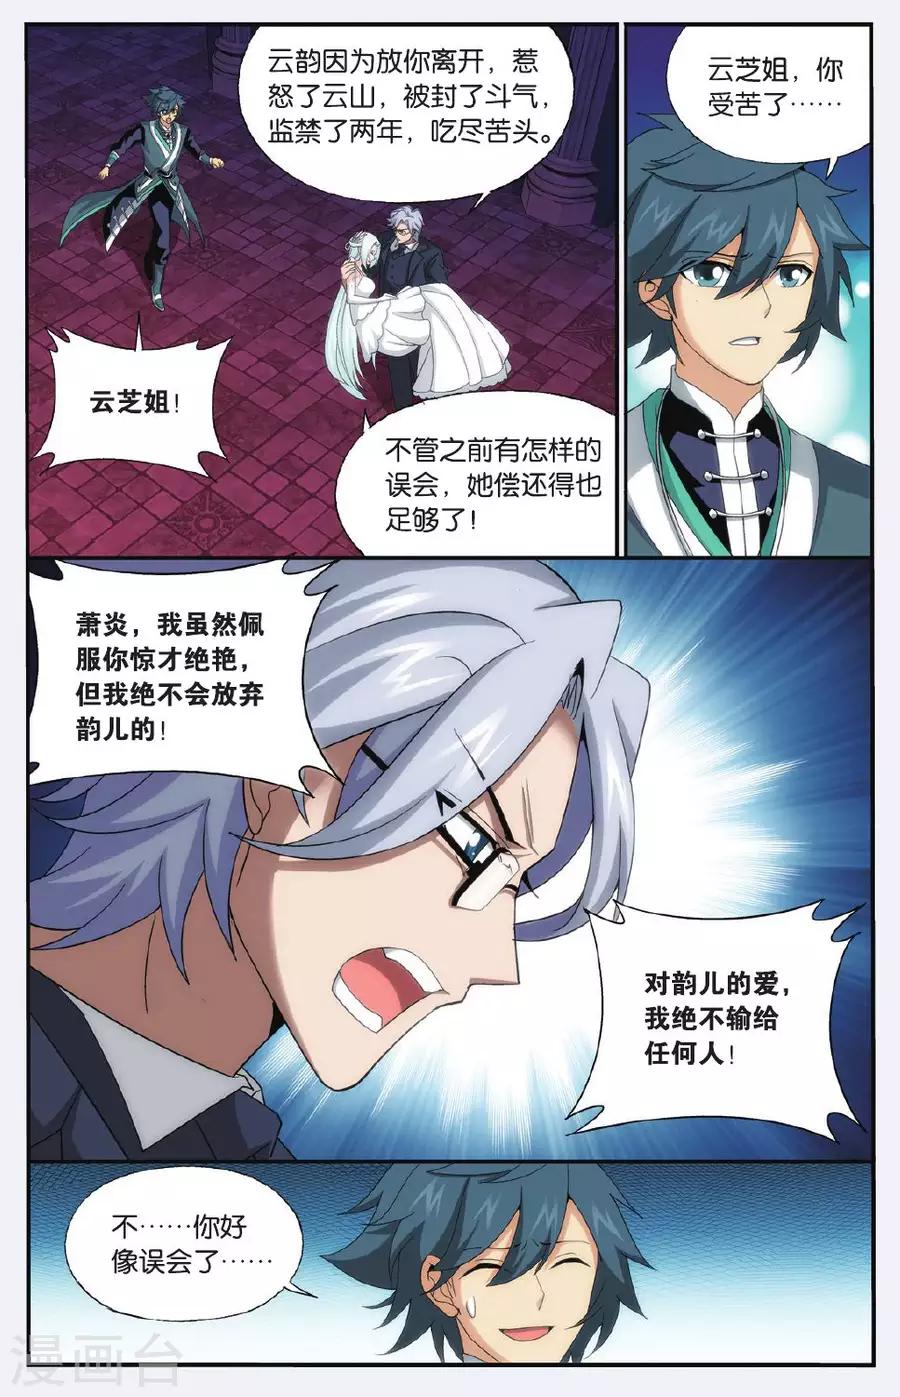 云韵因为放你离开，惹
怒了云山，被封了斗气，
监禁了两年，吃尽苦头。
云芝姐！
不管之前有怎样的
误会，她偿还得也
足够了！
云芝姐，你
受苦了……
萧炎，我虽然佩
服你惊才绝艳，
但我绝不会放弃
韵儿的！
对韵儿的爱，
我绝不输给
任何人！
不……你好
像误会了……
漫画台